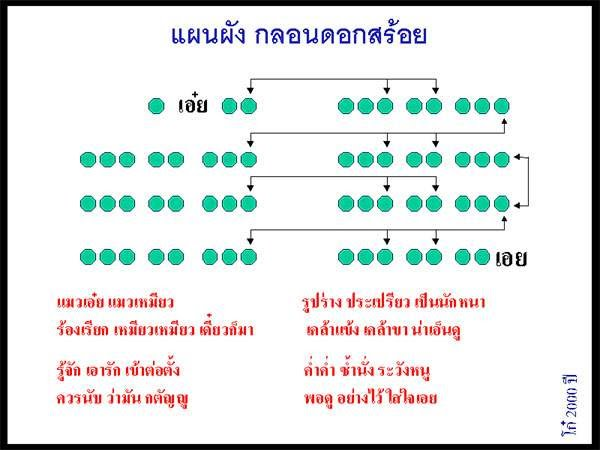 แผนผัง กลอนดอกสร้อย
เอ๋ย
เอย
แมวเอ๋ย แมวเหมียว รูปร่าง ประเปรียว เป็นนักหนา
ร้องเรียก เหมียวเหมียว เดี๋ยวก็มา เคล้าแข้ง เคล้าขา น่าเอ็นดู
รู้จัก เอารัก เข้าต่อตั้ง ค่ำค่ำ ซ้ำนั่ง ระวังหนู
ควรนับ ว่ามัน กตัญญู พอดู อย่างไว้ ใส่ใจเอย
โก๋ 2000 ปี